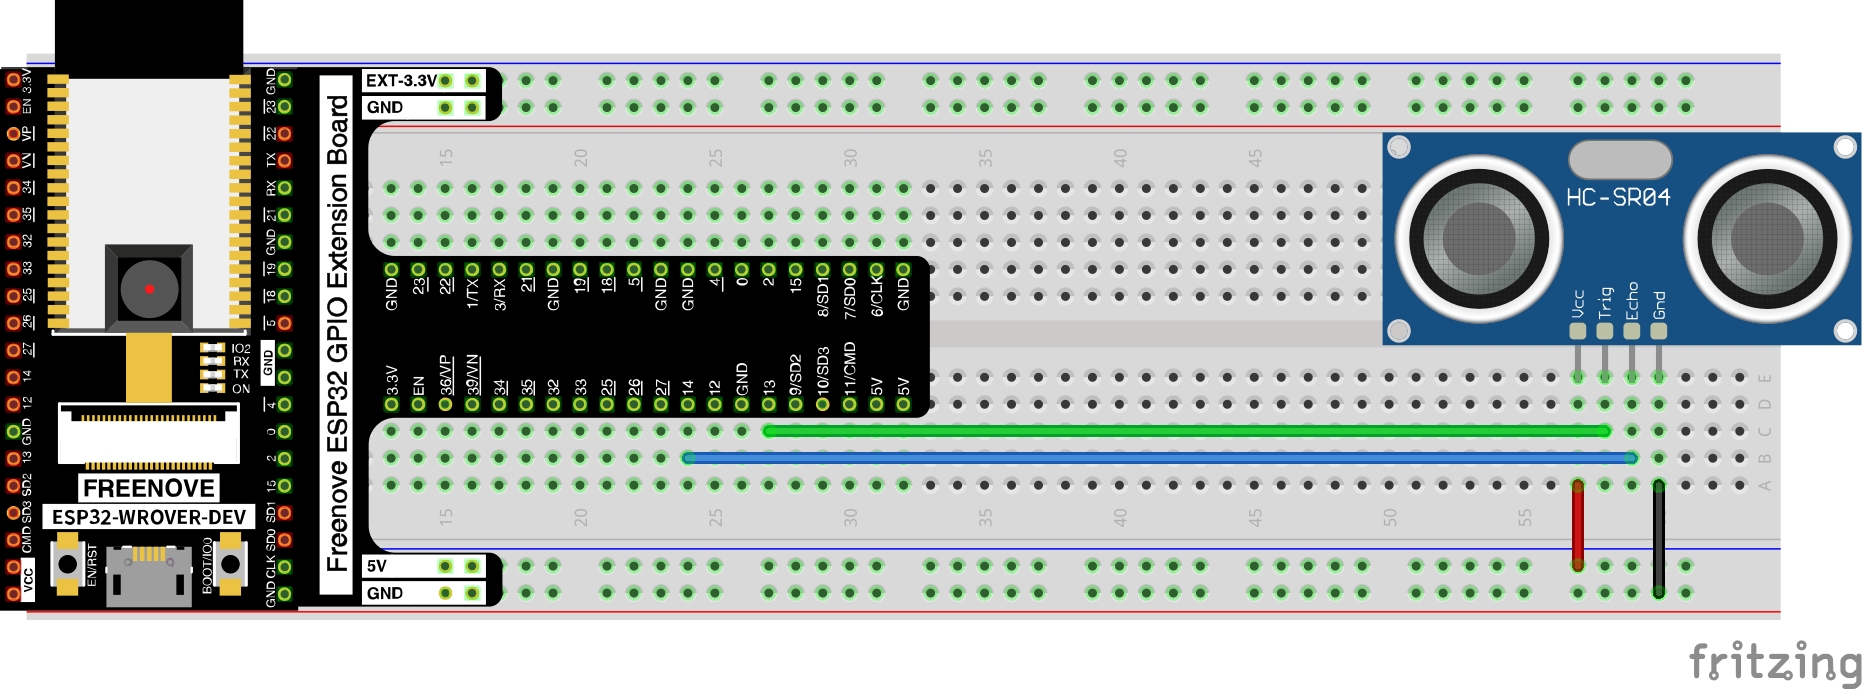 3.3V
EN
VP
VN
34
35
32
33
25
26
27
14
12
GND
13
SD2
SD3
CMD
VCC
GND
23
22
TX
RX
21
GND
19
18
5
GND
4
0
2
15
SD1
SD0
CLK
GND
IO2
RX
TX
ON
FREENOVE
ESP32-WROVER-DEV
EN/RST
BOOT/IO0
Freenove ESP32 GPIO Extension Board
EXT-3.3V
GND
15 20 25 30 35 40 45
GND 23 22 1/TX 3/RX 21 GND 19 18 5 GND GND 4 0 2 15 8/SD1 7/SD0 6/CLK GND
3.3V EN 36/VP 39/VN 34 35 32 33 25 26 27 14 12 GND 13 9/SD2 10/SD3 11/CMD 5V 5V
HC-SR04
Vcc Trig Echo Gnd
E
D
C
B
A
15 20 25 30 35 40 45 50 55
5V
GND
fritzing